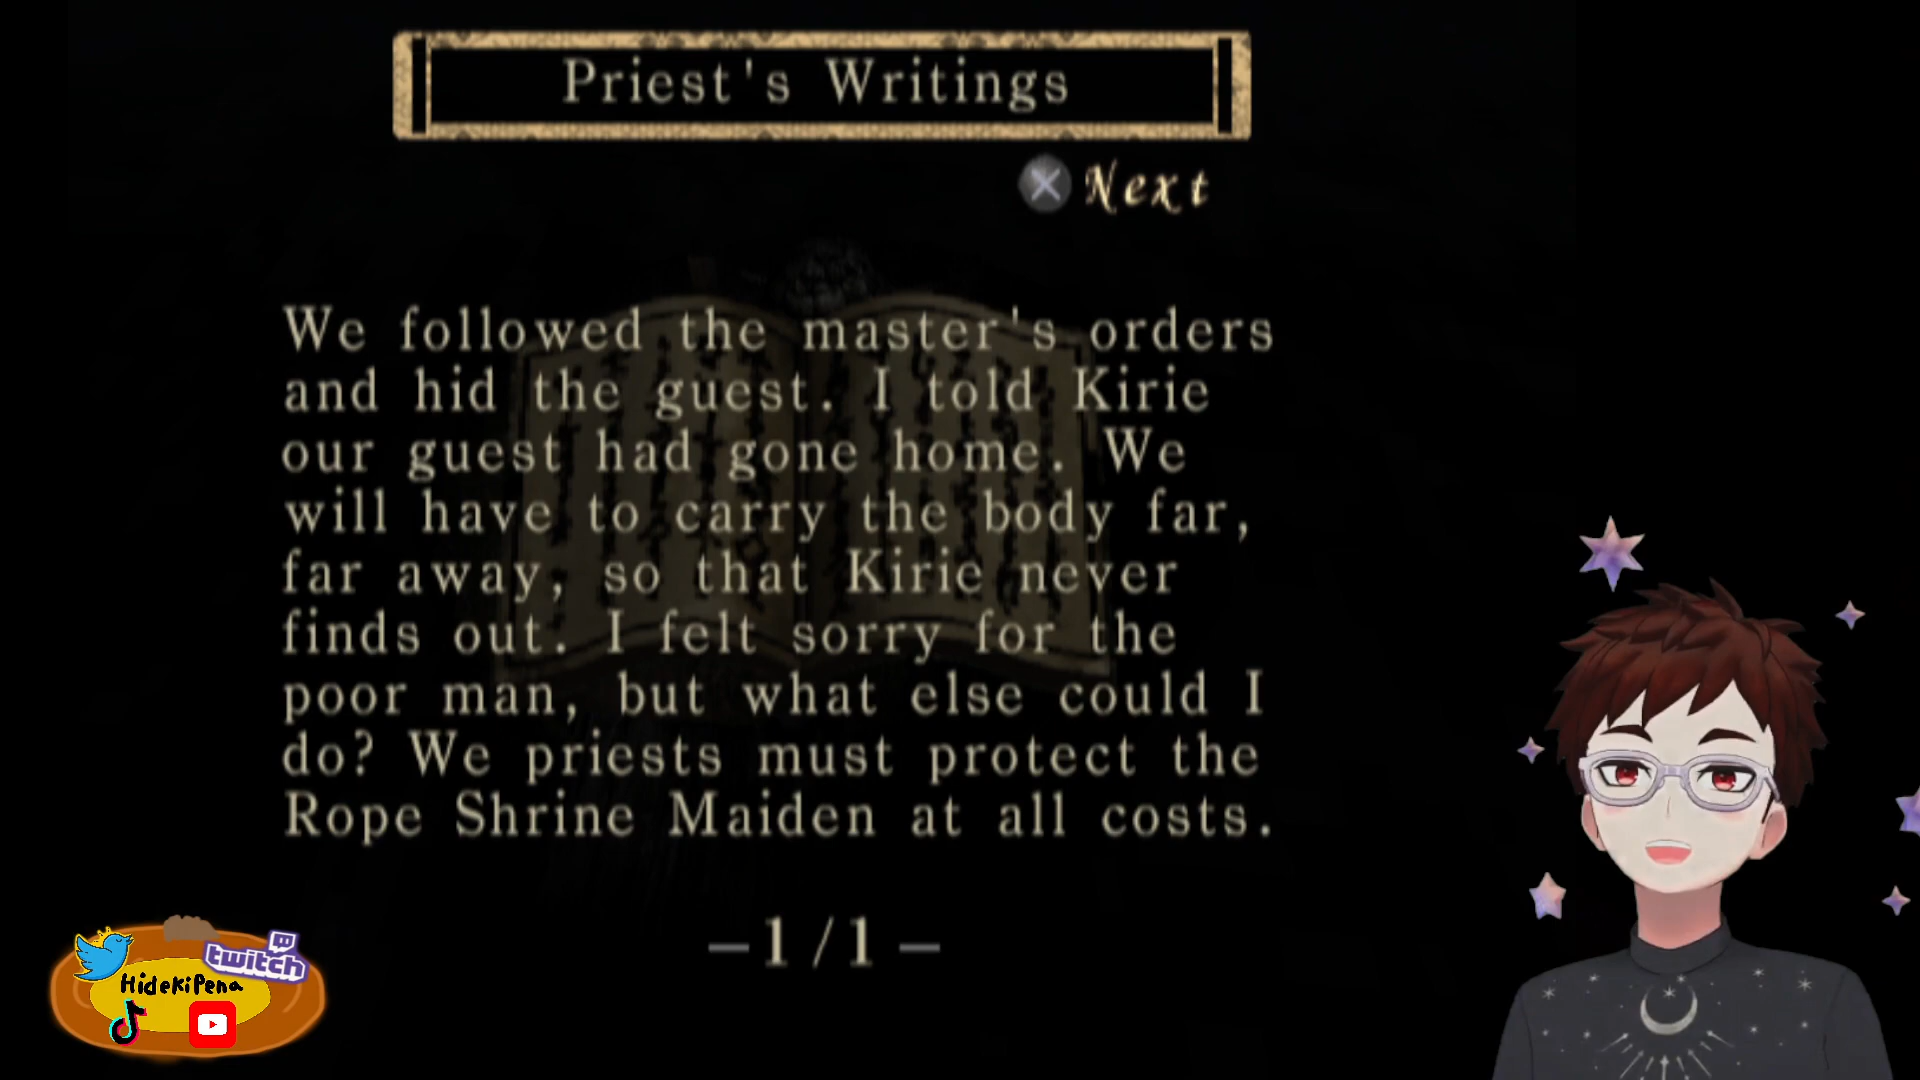 Priest's Writings
Next
We followed the master's orders
and hid the guest. I told Kirie
our guest had gone home. We
will have to carry the body far,
far away, so that Kirie never
finds out. I felt sorry for the
poor man, but what else could I
do? We priests must protect the
Rope Shrine Maiden at all costs.
—1/1—
twitch
HidekiPena